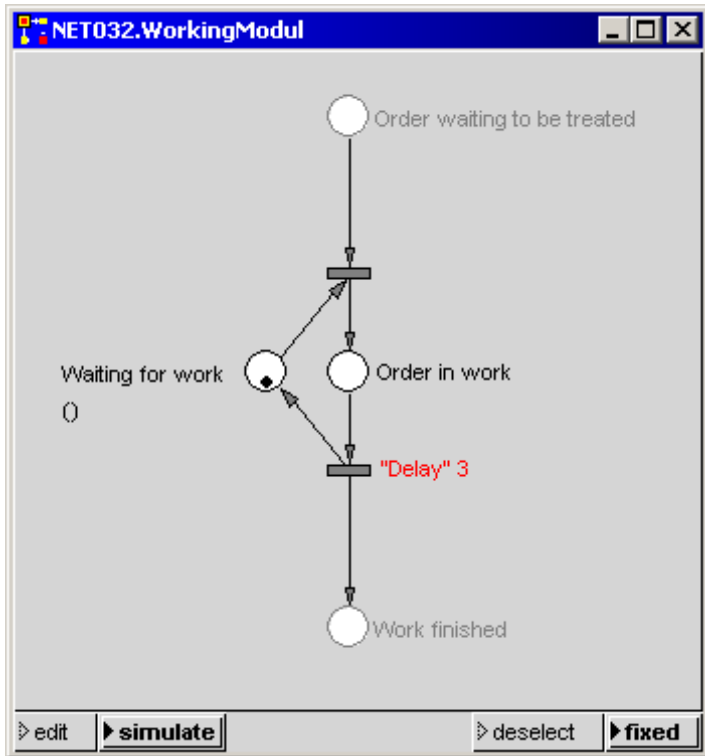 NET032.WorkingModul
Order waiting to be treated
Waiting for work
()
Order in work
"Delay" 3
Work finished
edit simulate deselect fixed